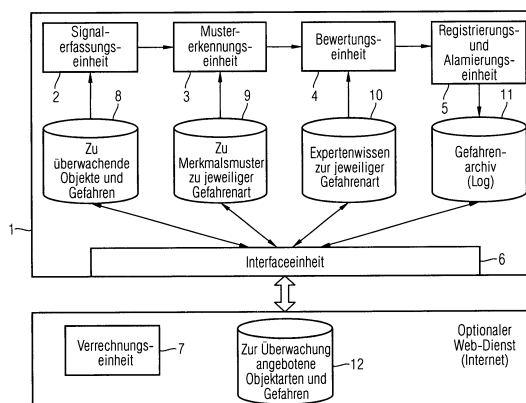 Signal-
erfassungs-
einheit
Muster-
erkennungs-
einheit
Bewertungs-
einheit
Registrierungs-
und
Alamierungs-
einheit
2
8
3
9
4
10
5
11
Zu
überwachende
Objekte und
Gefahren
Zu
Merkmalsmuster
zu jeweiliger
Gefahrenart
Expertenwissen
zur jeweiliger
Gefahrenart
Gefahren-
archiv
(Log)
1
Interfaceeinheit
6
Verrechnungs-
einheit
7
Zur Überwachung
angebotene
Objektarten und
Gefahren
12
Optionaler
Web-Dienst
(Internet)